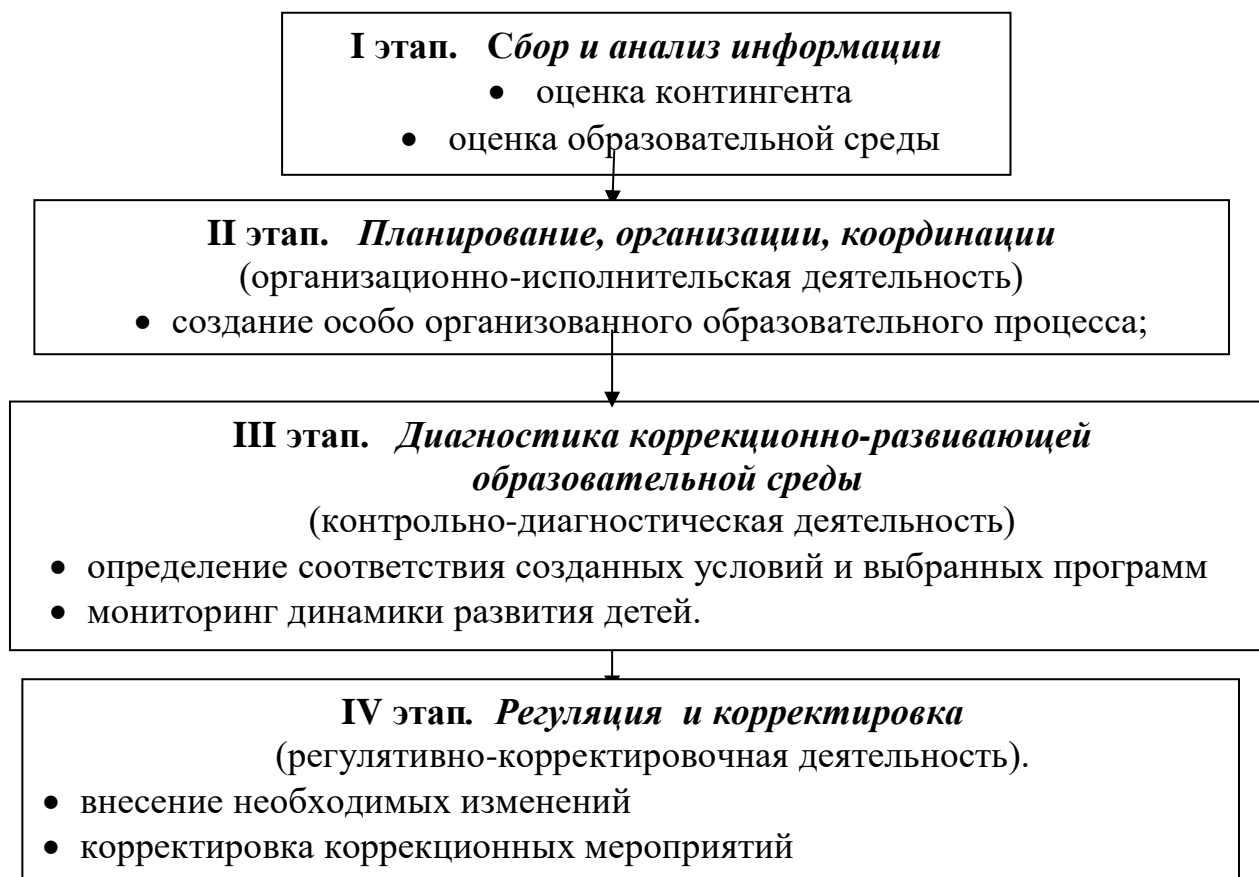 I этап. Сбор и анализ информации
• оценка контингента
• оценка образовательной среды
II этап. Планирование, организации, координации
(организационно-исполнительская деятельность)
• создание особо организованного образовательного процесса;
III этап. Диагностика коррекционно-развивающей
образовательной среды
(контрольно-диагностическая деятельность)
• определение соответствия созданных условий и выбранных программ
• мониторинг динамики развития детей.
IV этап. Регуляция и корректировка
(регулятивно-корректировочная деятельность).
• внесение необходимых изменений
• корректировка коррекционных мероприятий